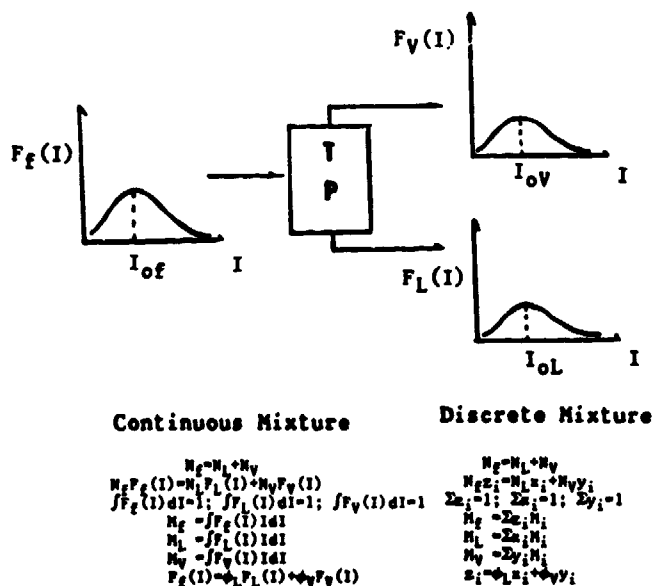 F_V(I)
I_oV I
F_f(I)
I_of I
T
P
F_L(I)
I_oL I
Continuous Mixture
N_f=N_L+N_V
N_fF_f(I)=N_LF_L(I)+N_VF_V(I)
∫F_f(I)dI=1; ∫F_L(I)dI=1; ∫F_V(I)dI=1
M_f =∫F_f(I)IdI
M_L =∫F_L(I)IdI
M_V =∫F_V(I)IdI
F_f(I)=ϕ_LF_L(I)+ϕ_VF_V(I)
Discrete Mixture
N_f=N_L+N_V
N_fz_i=N_Lx_i+N_Vy_i
Σz_i=1; Σx_i=1; Σy_i=1
M_f =Σz_iM_i
M_L =Σx_iM_i
M_V =Σy_iM_i
z_i=ϕ_Lx_i+ϕ_Vy_i